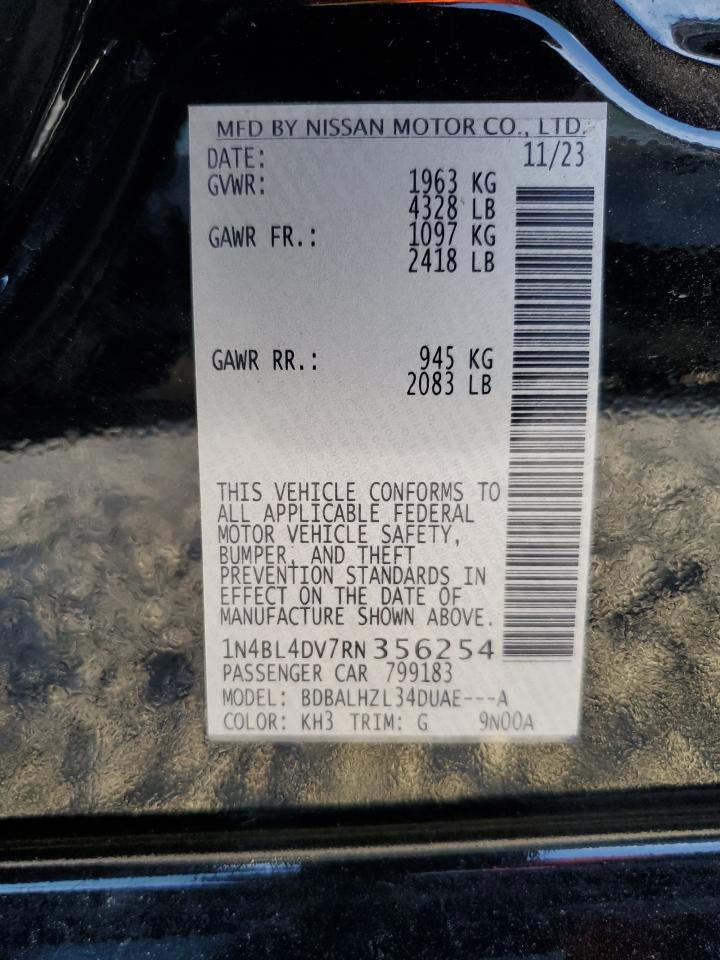 MFD BY NISSAN MOTOR CO., LTD.
DATE: 11/23
GVWR: 1963 KG
4328 LB
GAWR FR.: 1097 KG
2418 LB
GAWR RR.: 945 KG
2083 LB
THIS VEHICLE CONFORMS TO
ALL APPLICABLE FEDERAL
MOTOR VEHICLE SAFETY,
BUMPER, AND THEFT
PREVENTION STANDARDS IN
EFFECT ON THE DATE OF
MANUFACTURE SHOWN ABOVE.
1N4BL4DV7RN356254
PASSENGER CAR 799183
MODEL: BDBALHZL34DUAE---A
COLOR: KH3 TRIM: G 9N00A